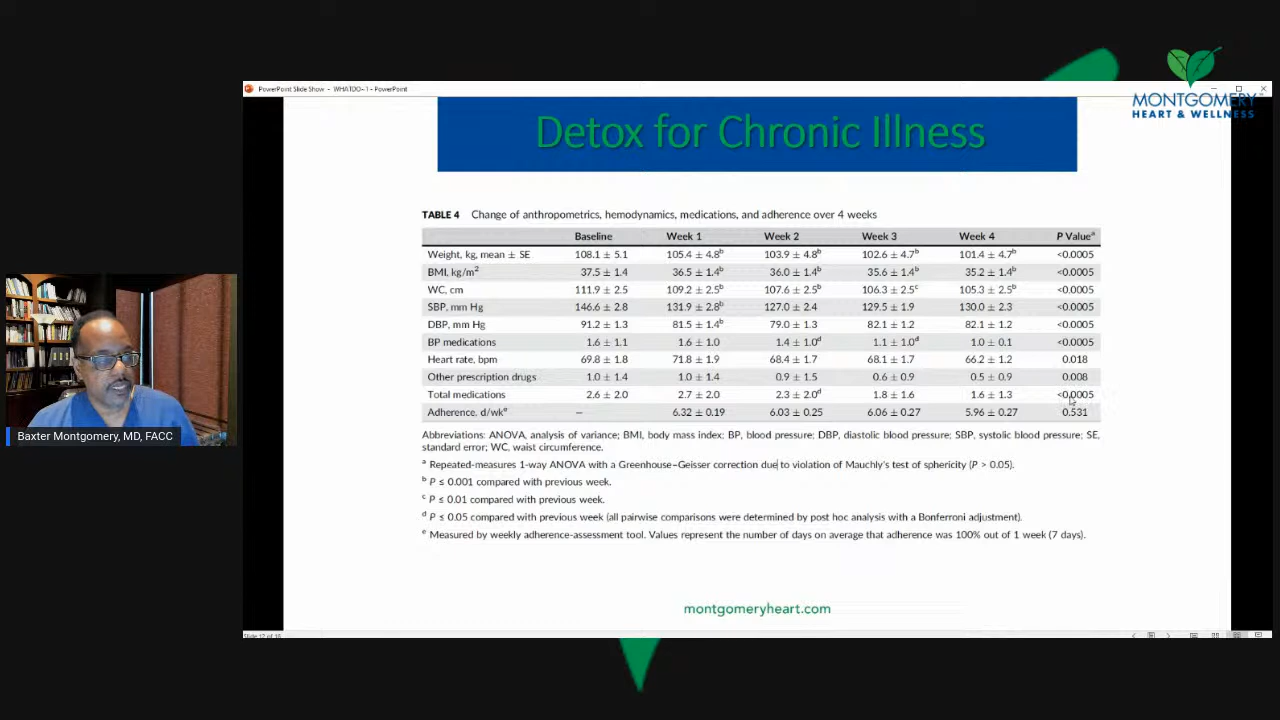 PowerPoint Slide Show - WHATDO~1 - PowerPoint
MONTGOMERY
HEART & WELLNESS
Detox for Chronic Illness
TABLE 4 Change of anthropometrics, hemodynamics, medications, and adherence over 4 weeks
Baseline Week 1 Week 2 Week 3 Week 4 P Valueᵃ
Weight, kg, mean ± SE 108.1 ± 5.1 105.4 ± 4.8ᵇ 103.9 ± 4.8ᵇ 102.6 ± 4.7ᵇ 101.4 ± 4.7ᵇ <0.0005
BMI, kg/m² 37.5 ± 1.4 36.5 ± 1.4ᵇ 36.0 ± 1.4ᵇ 35.6 ± 1.4ᵇ 35.2 ± 1.4ᵇ <0.0005
WC, cm 111.9 ± 2.5 109.2 ± 2.5ᵇ 107.6 ± 2.5ᵇ 106.3 ± 2.5ᶜ 105.3 ± 2.5ᵇ <0.0005
SBP, mm Hg 146.6 ± 2.8 131.9 ± 2.8ᵇ 127.0 ± 2.4 129.5 ± 1.9 130.0 ± 2.3 <0.0005
DBP, mm Hg 91.2 ± 1.3 81.5 ± 1.4ᵇ 79.0 ± 1.3 82.1 ± 1.2 82.1 ± 1.2 <0.0005
BP medications 1.6 ± 1.1 1.6 ± 1.0 1.4 ± 1.0ᵈ 1.1 ± 1.0ᵈ 1.0 ± 0.1 <0.0005
Heart rate, bpm 69.8 ± 1.8 71.8 ± 1.9 68.4 ± 1.7 68.1 ± 1.7 66.2 ± 1.2 0.018
Other prescription drugs 1.0 ± 1.4 1.0 ± 1.4 0.9 ± 1.5 0.6 ± 0.9 0.5 ± 0.9 0.008
Total medications 2.6 ± 2.0 2.7 ± 2.0 2.3 ± 2.0ᵈ 1.8 ± 1.6 1.6 ± 1.3 <0.0005
Adherence, d/wkᵉ — 6.32 ± 0.19 6.03 ± 0.25 6.06 ± 0.27 5.96 ± 0.27 0.531
Abbreviations: ANOVA, analysis of variance; BMI, body mass index; BP, blood pressure; DBP, diastolic blood pressure; SBP, systolic blood pressure; SE,
standard error; WC, waist circumference.
ᵃ Repeated-measures 1-way ANOVA with a Greenhouse–Geisser correction due to violation of Mauchly's test of sphericity (P > 0.05).
ᵇ P ≤ 0.001 compared with previous week.
ᶜ P ≤ 0.01 compared with previous week.
ᵈ P ≤ 0.05 compared with previous week (all pairwise comparisons were determined by post hoc analysis with a Bonferroni adjustment).
ᵉ Measured by weekly adherence-assessment tool. Values represent the number of days on average that adherence was 100% out of 1 week (7 days).
Baxter Montgomery, MD, FACC
montgomeryheart.com